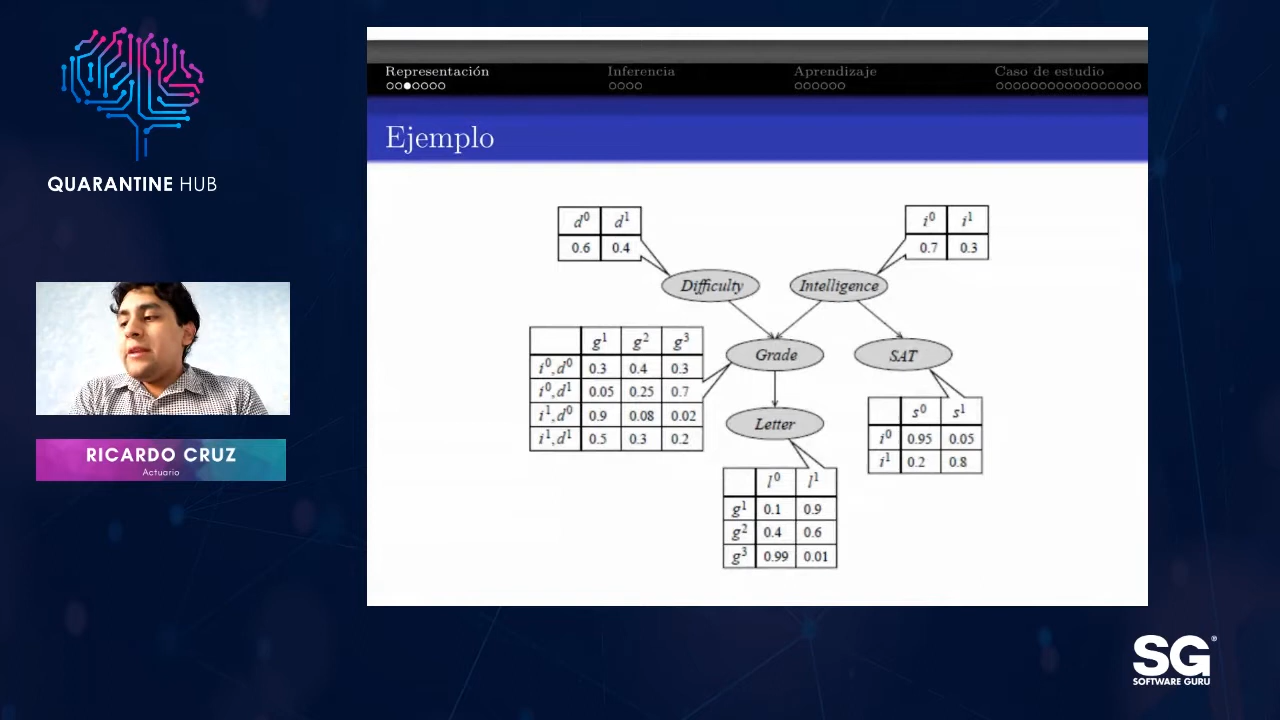 QUARANTINE HUB
RICARDO CRUZ
Actuario
Representación Inferencia Aprendizaje Caso de estudio
Ejemplo
d⁰ d¹
0.6 0.4
i⁰ i¹
0.7 0.3
Difficulty
Intelligence
Grade
SAT
Letter
g¹ g² g³
i⁰,d⁰ 0.3 0.4 0.3
i⁰,d¹ 0.05 0.25 0.7
i¹,d⁰ 0.9 0.08 0.02
i¹,d¹ 0.5 0.3 0.2
s⁰ s¹
i⁰ 0.95 0.05
i¹ 0.2 0.8
l⁰ l¹
g¹ 0.1 0.9
g² 0.4 0.6
g³ 0.99 0.01
SG®
SOFTWARE GURU